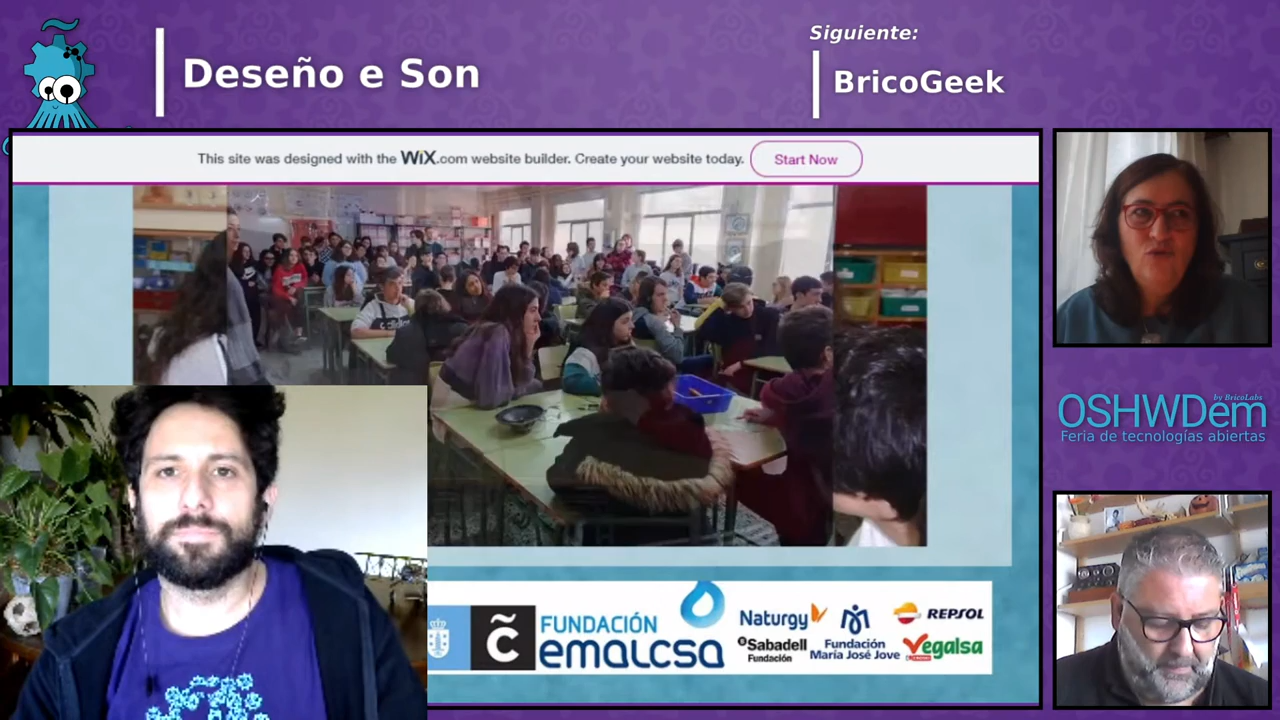 Deseño e Son
Siguiente:
BricoGeek
This site was designed with the WiX.com website builder. Create your website today.
Start Now
by BricoLabs
OSHWDem
Feria de tecnologías abiertas
FUNDACIÓN
emalcsa
Naturgy
Sabadell
Fundación
Fundación
María José Jove
REPSOL
Vegalsa